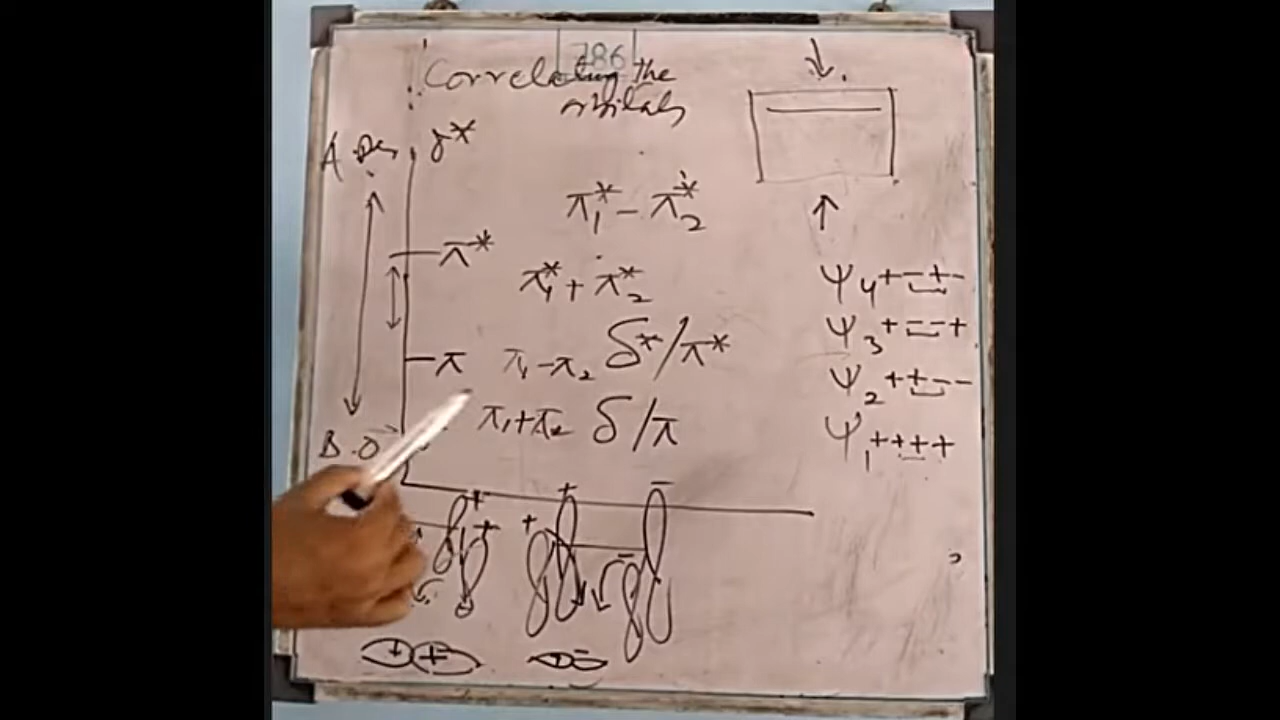 786
Correlating the
orbitals
δ*
π₁* - π₂*
π*
π₁* + π₂*
π π₁-π₂ δ*/π*
π₁+π₂ δ/π
B.O
Ψ₄ + - + -
Ψ₃ + - - +
Ψ₂ + + - -
Ψ₁ + + + +
+ + -
+ + -
+ + + -